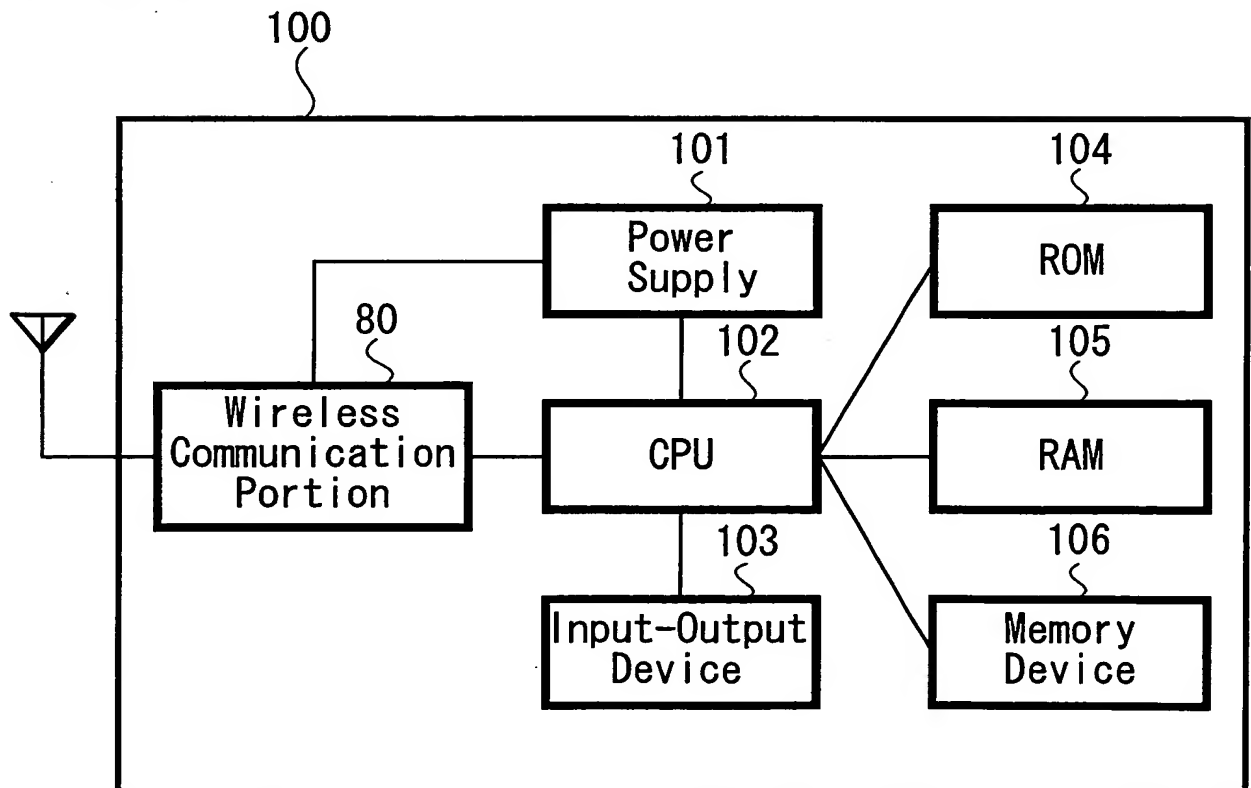 100
101
Power
Supply
104
ROM
80
Wireless
Communication
Portion
102
CPU
105
RAM
103
Input-Output
Device
106
Memory
Device